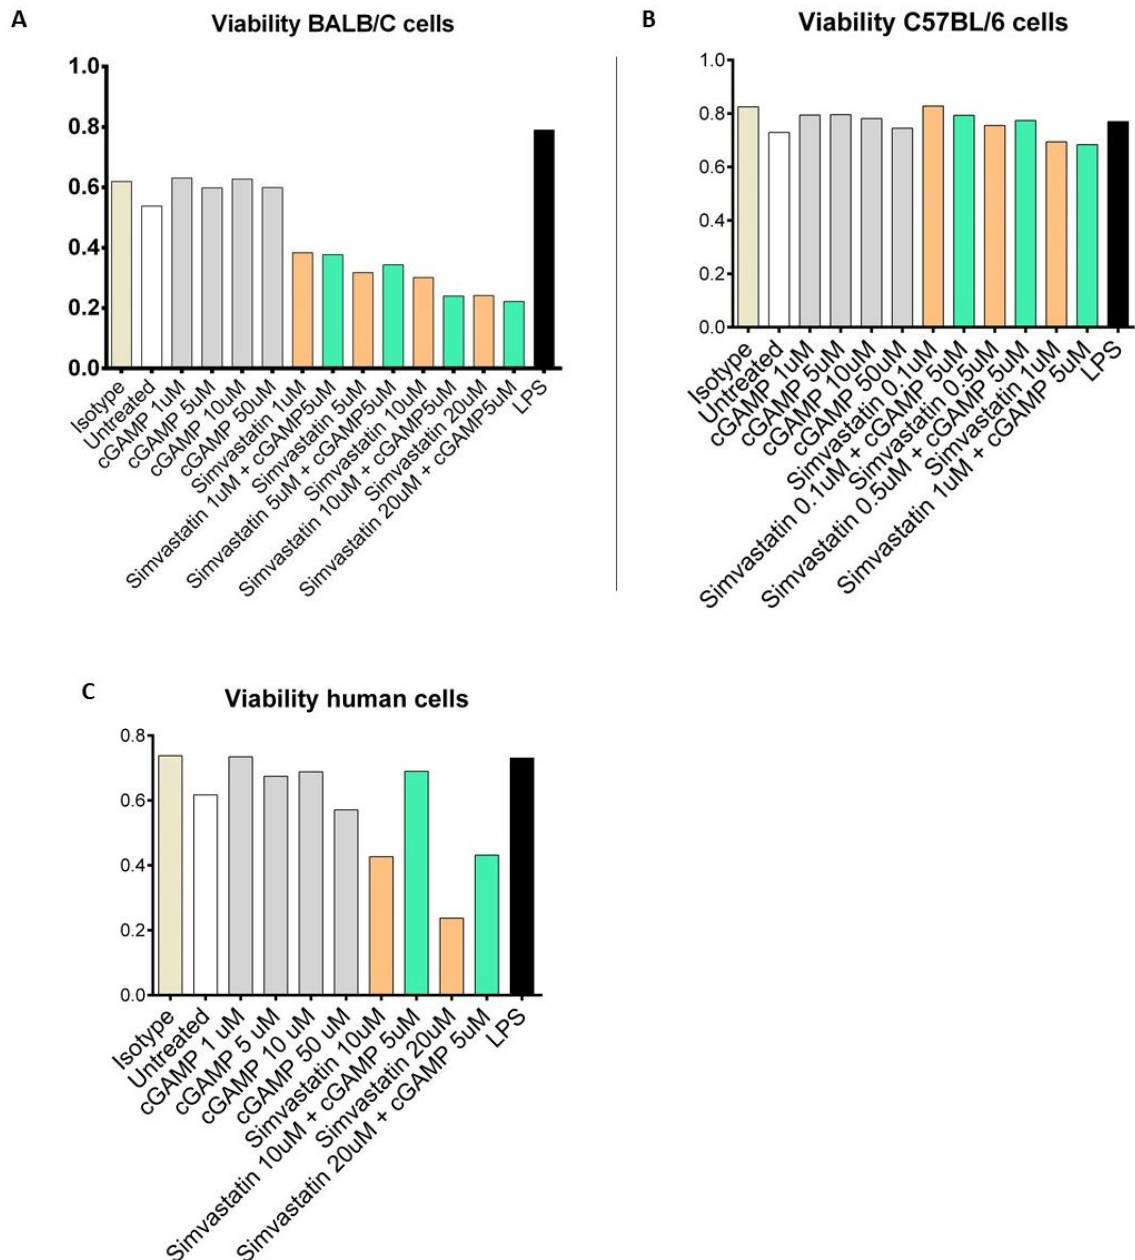 A
Viability BALB/C cells
1.0
0.8
0.6
0.4
0.2
0.0
Isotype
Untreated
cGAMP 1uM
cGAMP 5uM
cGAMP 10uM
cGAMP 50uM
Simvastatin 1uM
Simvastatin 1uM + cGAMP5uM
Simvastatin 5uM
Simvastatin 5uM + cGAMP5uM
Simvastatin 10uM
Simvastatin 10uM + cGAMP5uM
Simvastatin 20uM
Simvastatin 20uM + cGAMP5uM
LPS
B
Viability C57BL/6 cells
1.0
0.8
0.6
0.4
0.2
0.0
Isotype
Untreated
cGAMP 1uM
cGAMP 5uM
cGAMP 10uM
cGAMP 50uM
Simvastatin 0.1uM
Simvastatin 0.1uM + cGAMP 5uM
Simvastatin 0.5uM
Simvastatin 0.5uM + cGAMP 5uM
Simvastatin 1uM
Simvastatin 1uM + cGAMP 5uM
LPS
C
Viability human cells
0.8
0.6
0.4
0.2
0.0
Isotype
Untreated
cGAMP 1 uM
cGAMP 5 uM
cGAMP 10 uM
cGAMP 50 uM
Simvastatin 10uM
Simvastatin 10uM + cGAMP 5uM
Simvastatin 20uM
Simvastatin 20uM + cGAMP 5uM
LPS